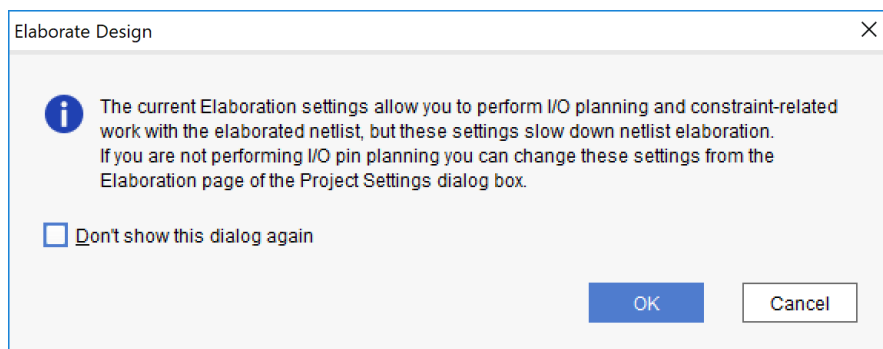 Elaborate Design
The current Elaboration settings allow you to perform I/O planning and constraint-related
work with the elaborated netlist, but these settings slow down netlist elaboration.
If you are not performing I/O pin planning you can change these settings from the
Elaboration page of the Project Settings dialog box.
Don't show this dialog again
OK
Cancel